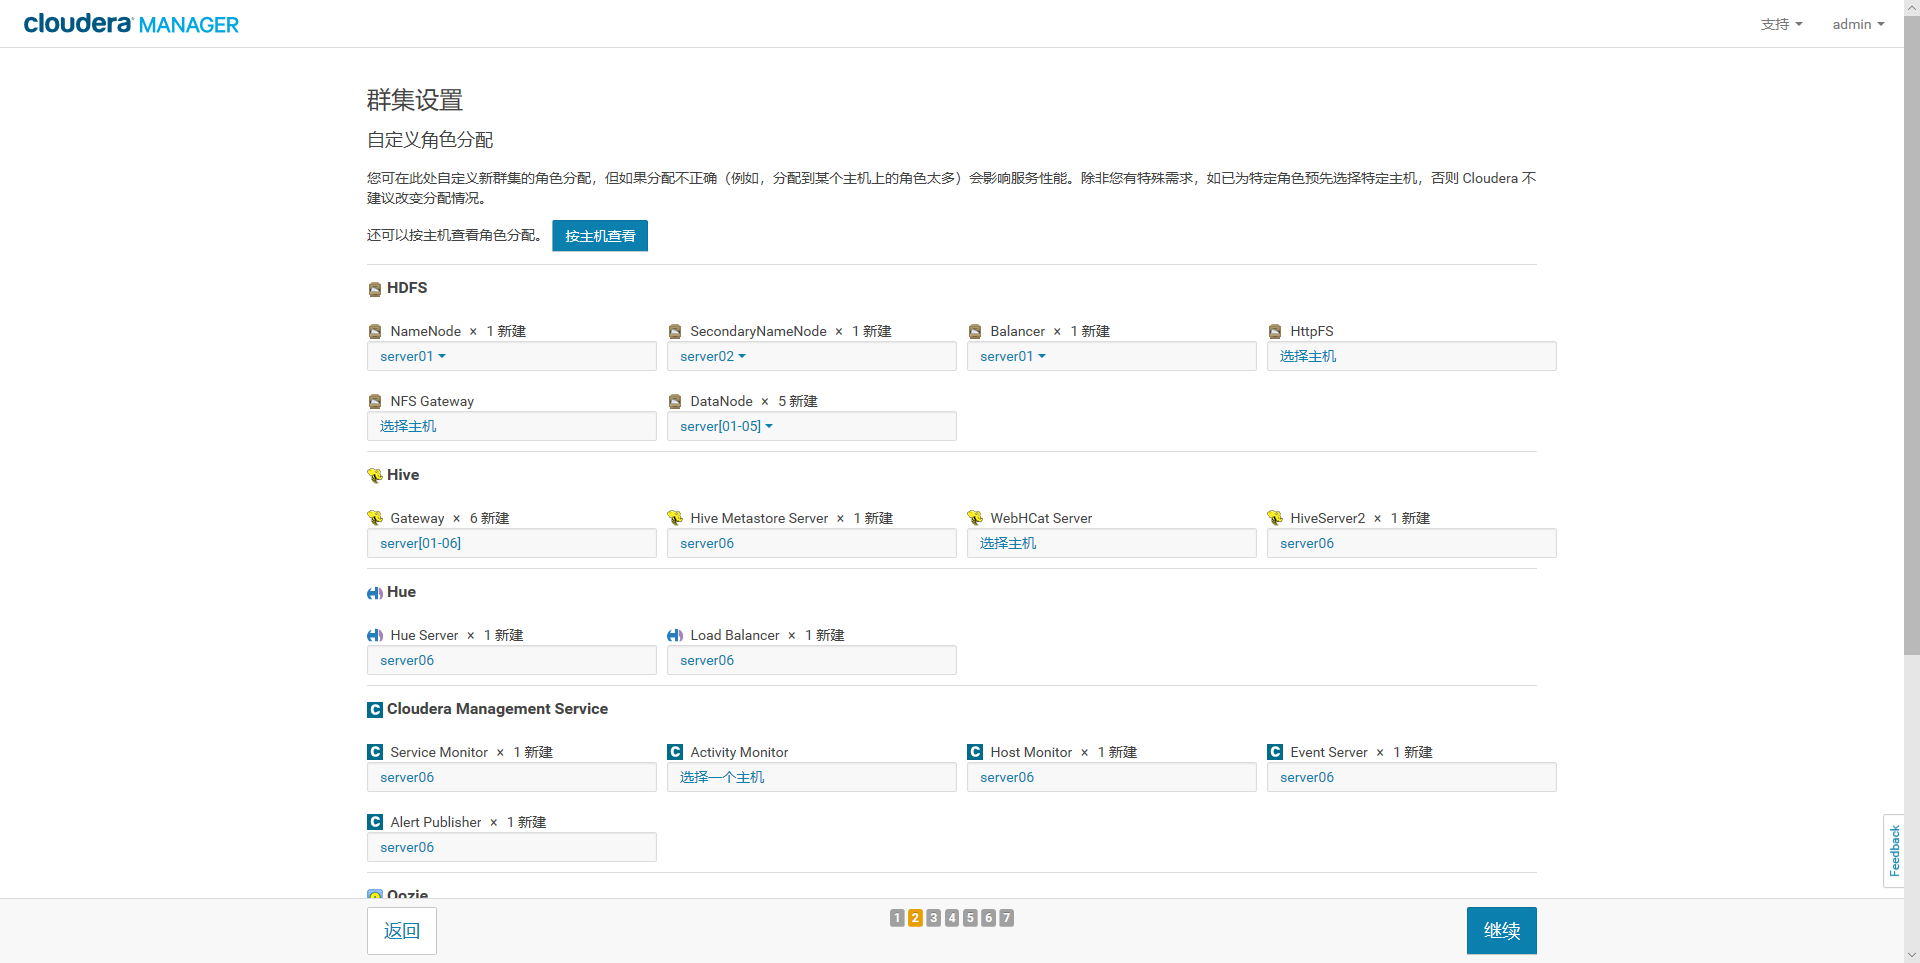 cloudera MANAGER
支持
admin
群集设置
自定义角色分配
您可在此处自定义新群集的角色分配，但如果分配不正确（例如，分配到某个主机上的角色太多）会影响服务性能。除非您有特殊需求，如已为特定角色预先选择特定主机，否则 Cloudera 不
建议改变分配情况。
还可以按主机查看角色分配。 按主机查看
HDFS
NameNode × 1 新建 SecondaryNameNode × 1 新建 Balancer × 1 新建 HttpFS
server01 server02 server01 选择主机
NFS Gateway DataNode × 5 新建
选择主机 server[01-05]
Hive
Gateway × 6 新建 Hive Metastore Server × 1 新建 WebHCat Server HiveServer2 × 1 新建
server[01-06] server06 选择主机 server06
Hue
Hue Server × 1 新建 Load Balancer × 1 新建
server06 server06
C Cloudera Management Service
C Service Monitor × 1 新建 C Activity Monitor C Host Monitor × 1 新建 C Event Server × 1 新建
server06 选择一个主机 server06 server06
C Alert Publisher × 1 新建
server06
Feedback
Oozie
返回 1 2 3 4 5 6 7 继续